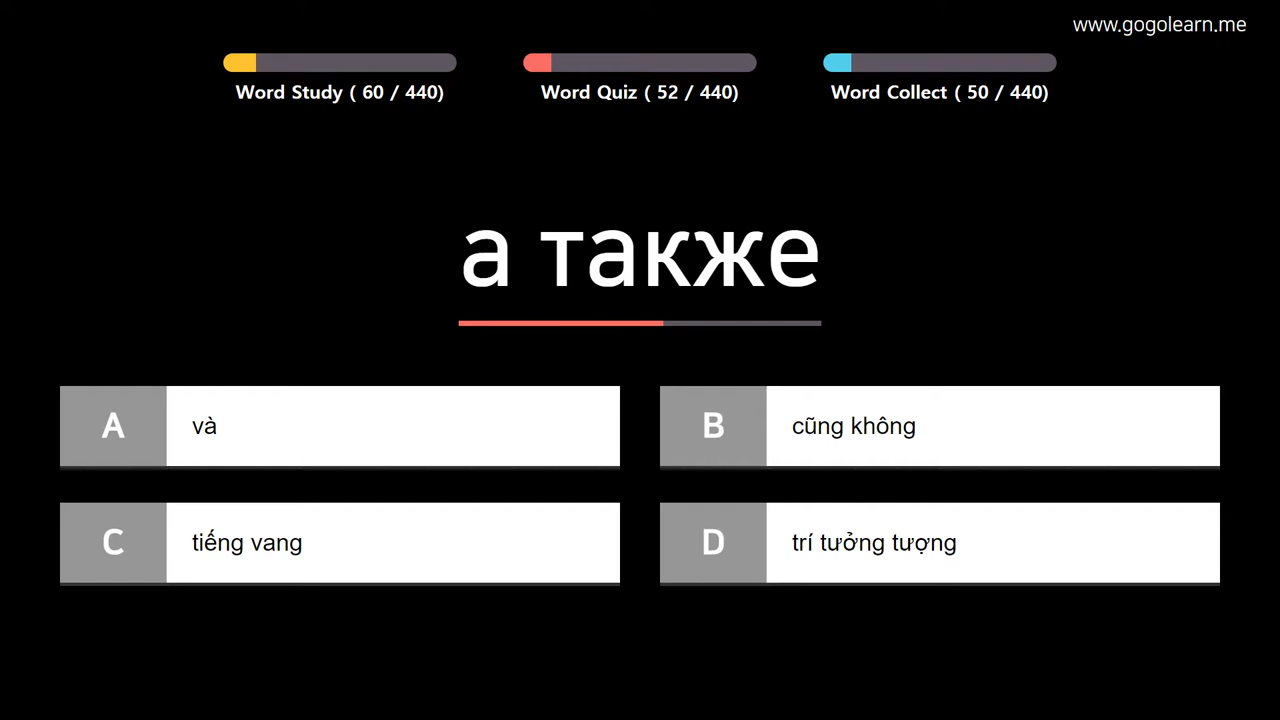 www.gogolearn.me
Word Study ( 60 / 440)
Word Quiz ( 52 / 440)
Word Collect ( 50 / 440)
а также
A
và
B
cũng không
C
tiếng vang
D
trí tưởng tượng